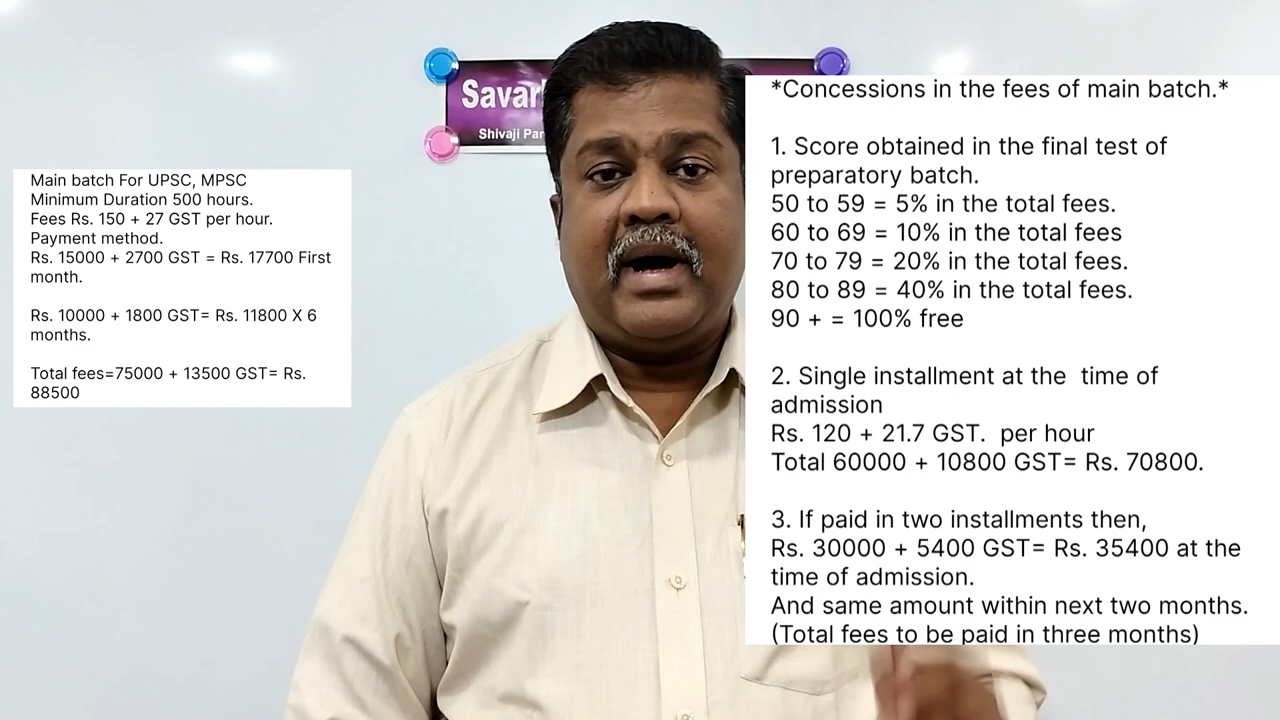 Savar
Shivaji Par
Main batch For UPSC, MPSC
Minimum Duration 500 hours.
Fees Rs. 150 + 27 GST per hour.
Payment method.
Rs. 15000 + 2700 GST = Rs. 17700 First
month.
Rs. 10000 + 1800 GST= Rs. 11800 X 6
months.
Total fees=75000 + 13500 GST= Rs.
88500
*Concessions in the fees of main batch.*
1. Score obtained in the final test of
preparatory batch.
50 to 59 = 5% in the total fees.
60 to 69 = 10% in the total fees
70 to 79 = 20% in the total fees.
80 to 89 = 40% in the total fees.
90 + = 100% free
2. Single installment at the  time of
admission
Rs. 120 + 21.7 GST.  per hour
Total 60000 + 10800 GST= Rs. 70800.
3. If paid in two installments then,
Rs. 30000 + 5400 GST= Rs. 35400 at the
time of admission.
And same amount within next two months.
(Total fees to be paid in three months)